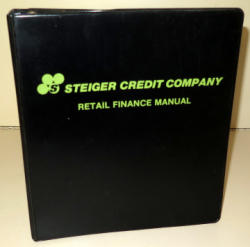 S STEIGER CREDIT COMPANY
RETAIL FINANCE MANUAL